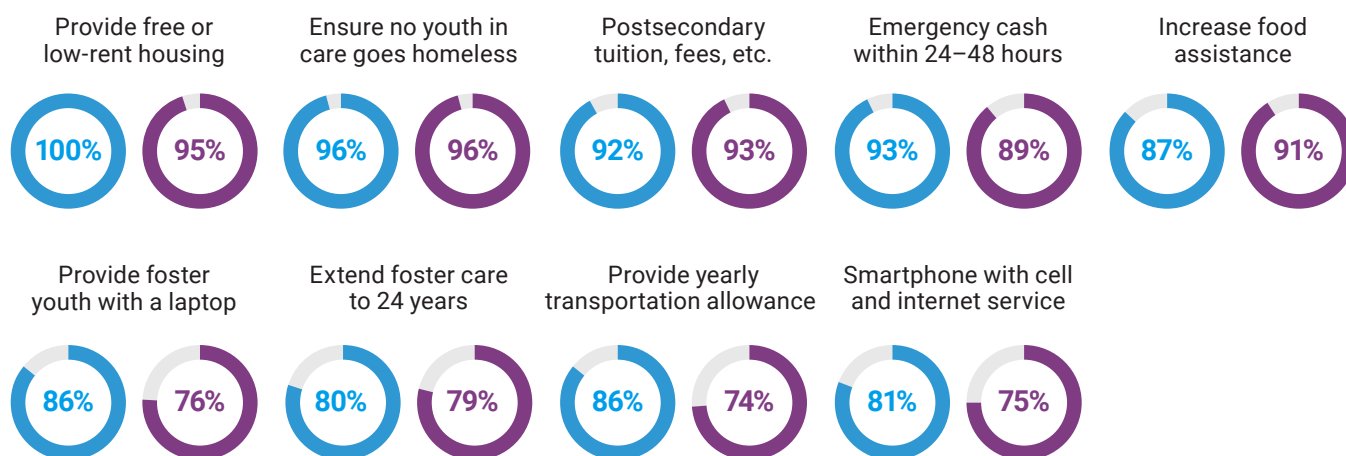 Provide free or
low-rent housing
100%
95%
Ensure no youth in
care goes homeless
96%
96%
Postsecondary
tuition, fees, etc.
92%
93%
Emergency cash
within 24–48 hours
93%
89%
Increase food
assistance
87%
91%
Provide foster
youth with a laptop
86%
76%
Extend foster care
to 24 years
80%
79%
Provide yearly
transportation allowance
86%
74%
Smartphone with cell
and internet service
81%
75%